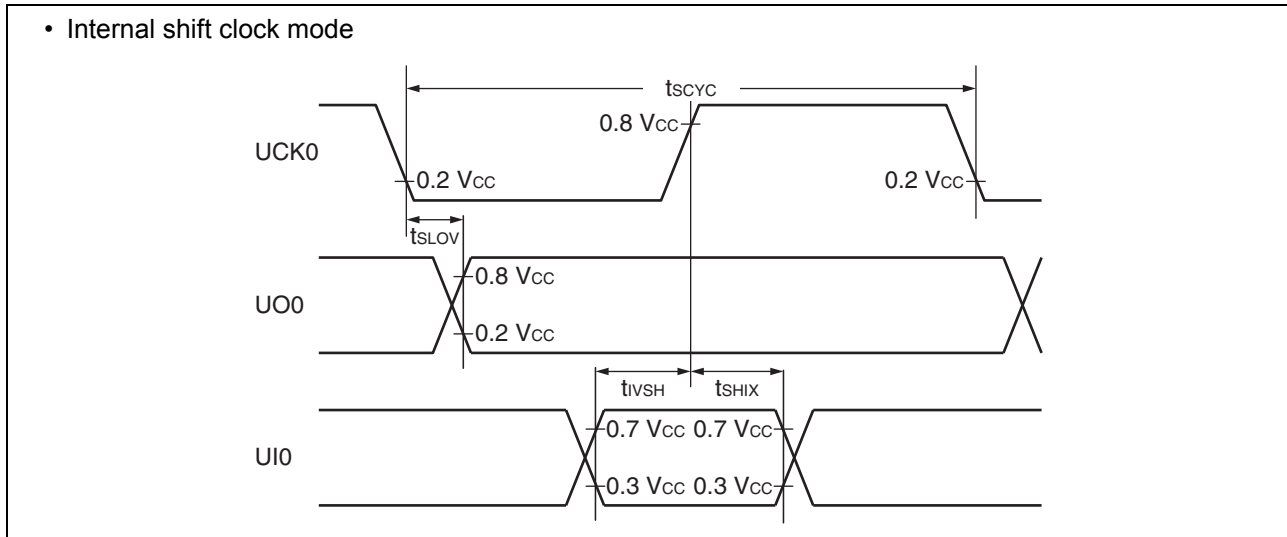 • Internal shift clock mode
tSCYC
0.8 VCC
UCK0
0.2 VCC
0.2 VCC
tSLOV
0.8 VCC
UO0
0.2 VCC
tIVSH
tSHIX
0.7 VCC 0.7 VCC
UI0
0.3 VCC 0.3 VCC